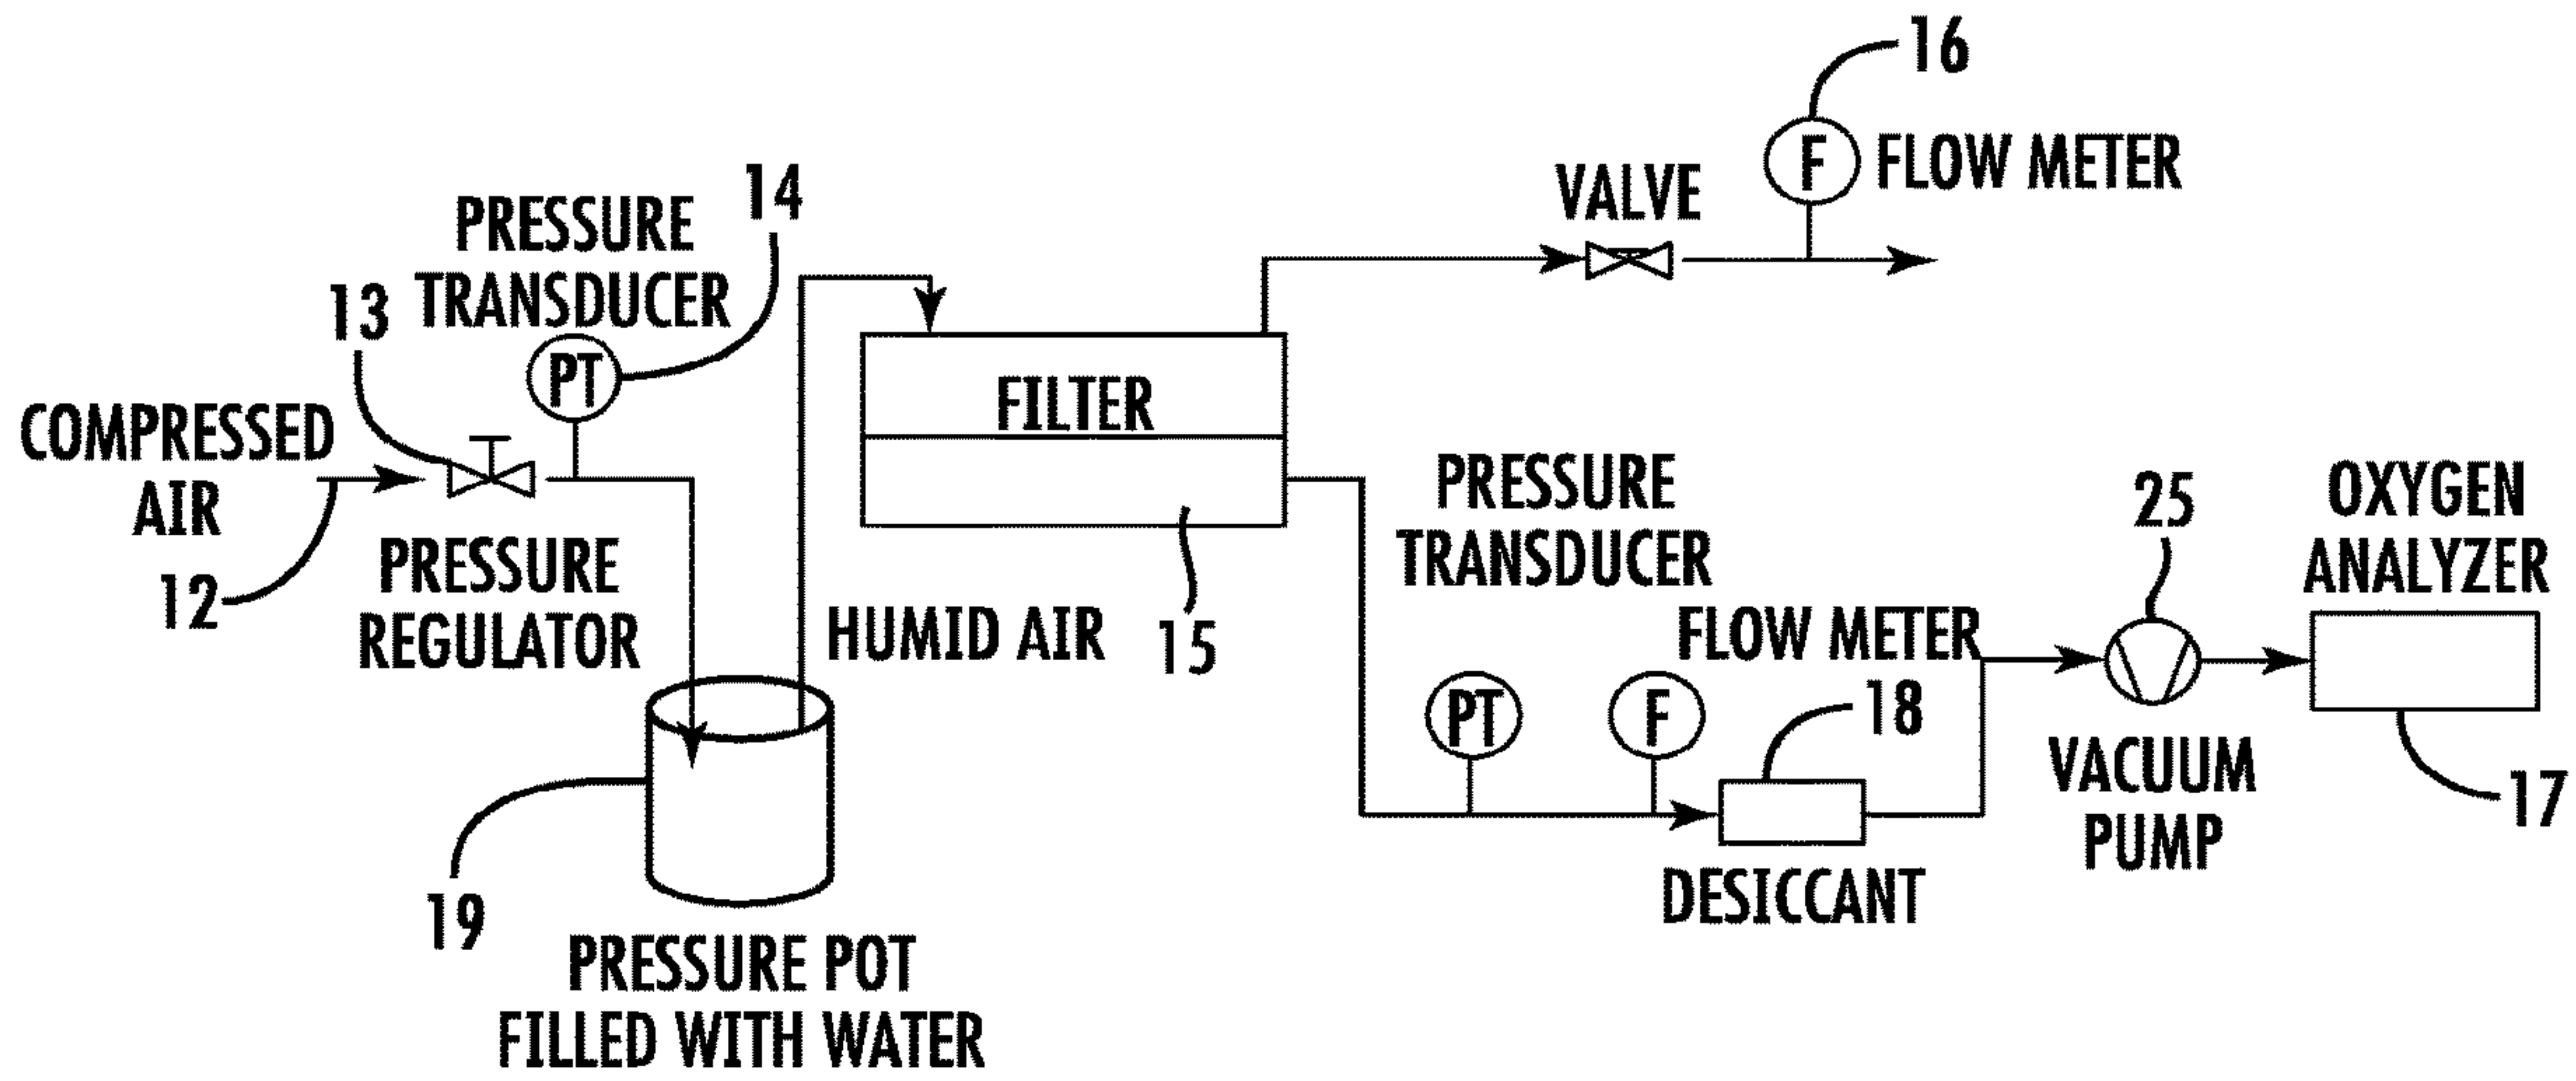 16
F FLOW METER
VALVE
14
PRESSURE
TRANSDUCER
13
PT
COMPRESSED
AIR
12
PRESSURE
REGULATOR
FILTER
HUMID AIR
15
PRESSURE
TRANSDUCER
FLOW METER
PT
F
18
DESICCANT
25
VACUUM
PUMP
OXYGEN
ANALYZER
17
19
PRESSURE POT
FILLED WITH WATER